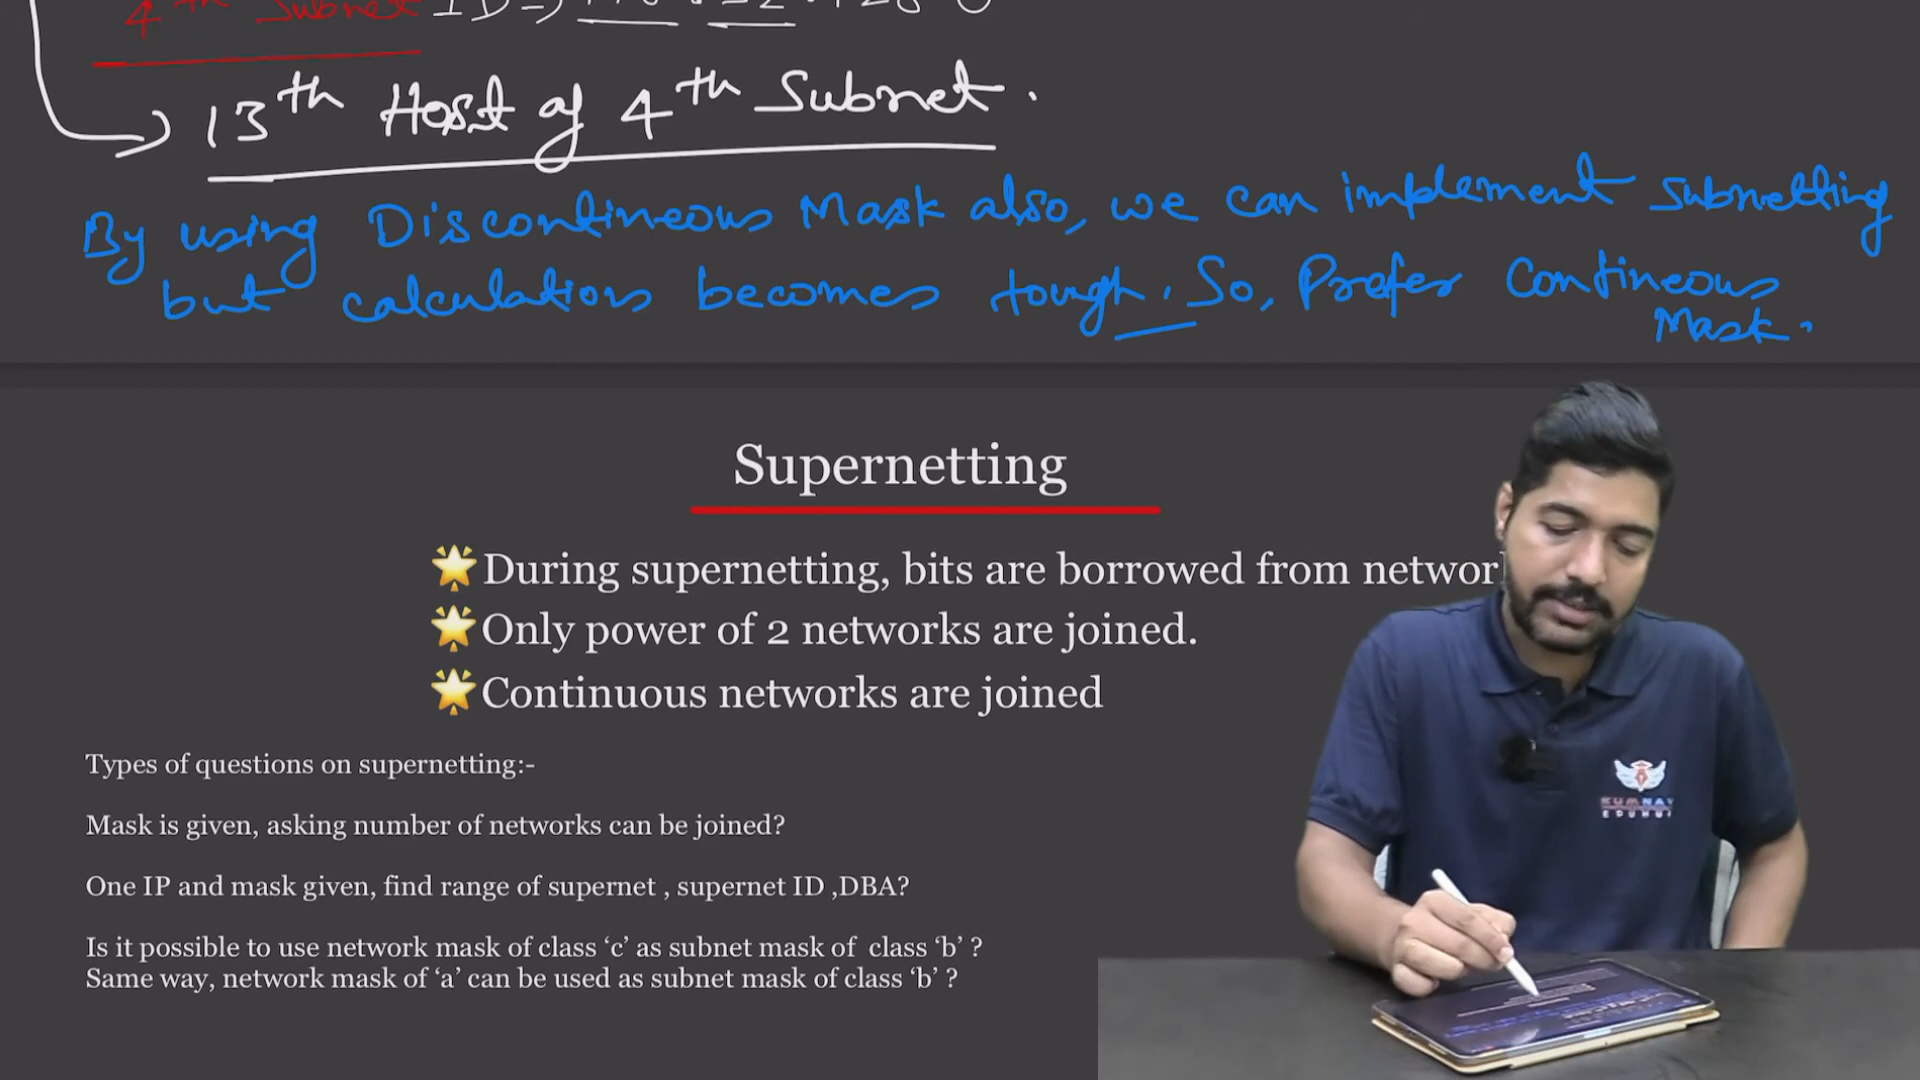 4th Subnet ID =>
13th Host of 4th Subnet.
By using Discontineous Mask also, we can implement Subnetting
but calculations becomes tough. So, Prefer Contineous
Mask.
Supernetting
🌟During supernetting, bits are borrowed from networ
🌟Only power of 2 networks are joined.
🌟Continuous networks are joined
Types of questions on supernetting:-
Mask is given, asking number of networks can be joined?
One IP and mask given, find range of supernet , supernet ID ,DBA?
Is it possible to use network mask of class ‘c’ as subnet mask of class ‘b’ ?
Same way, network mask of ‘a’ can be used as subnet mask of class ‘b’ ?
EDUHUB